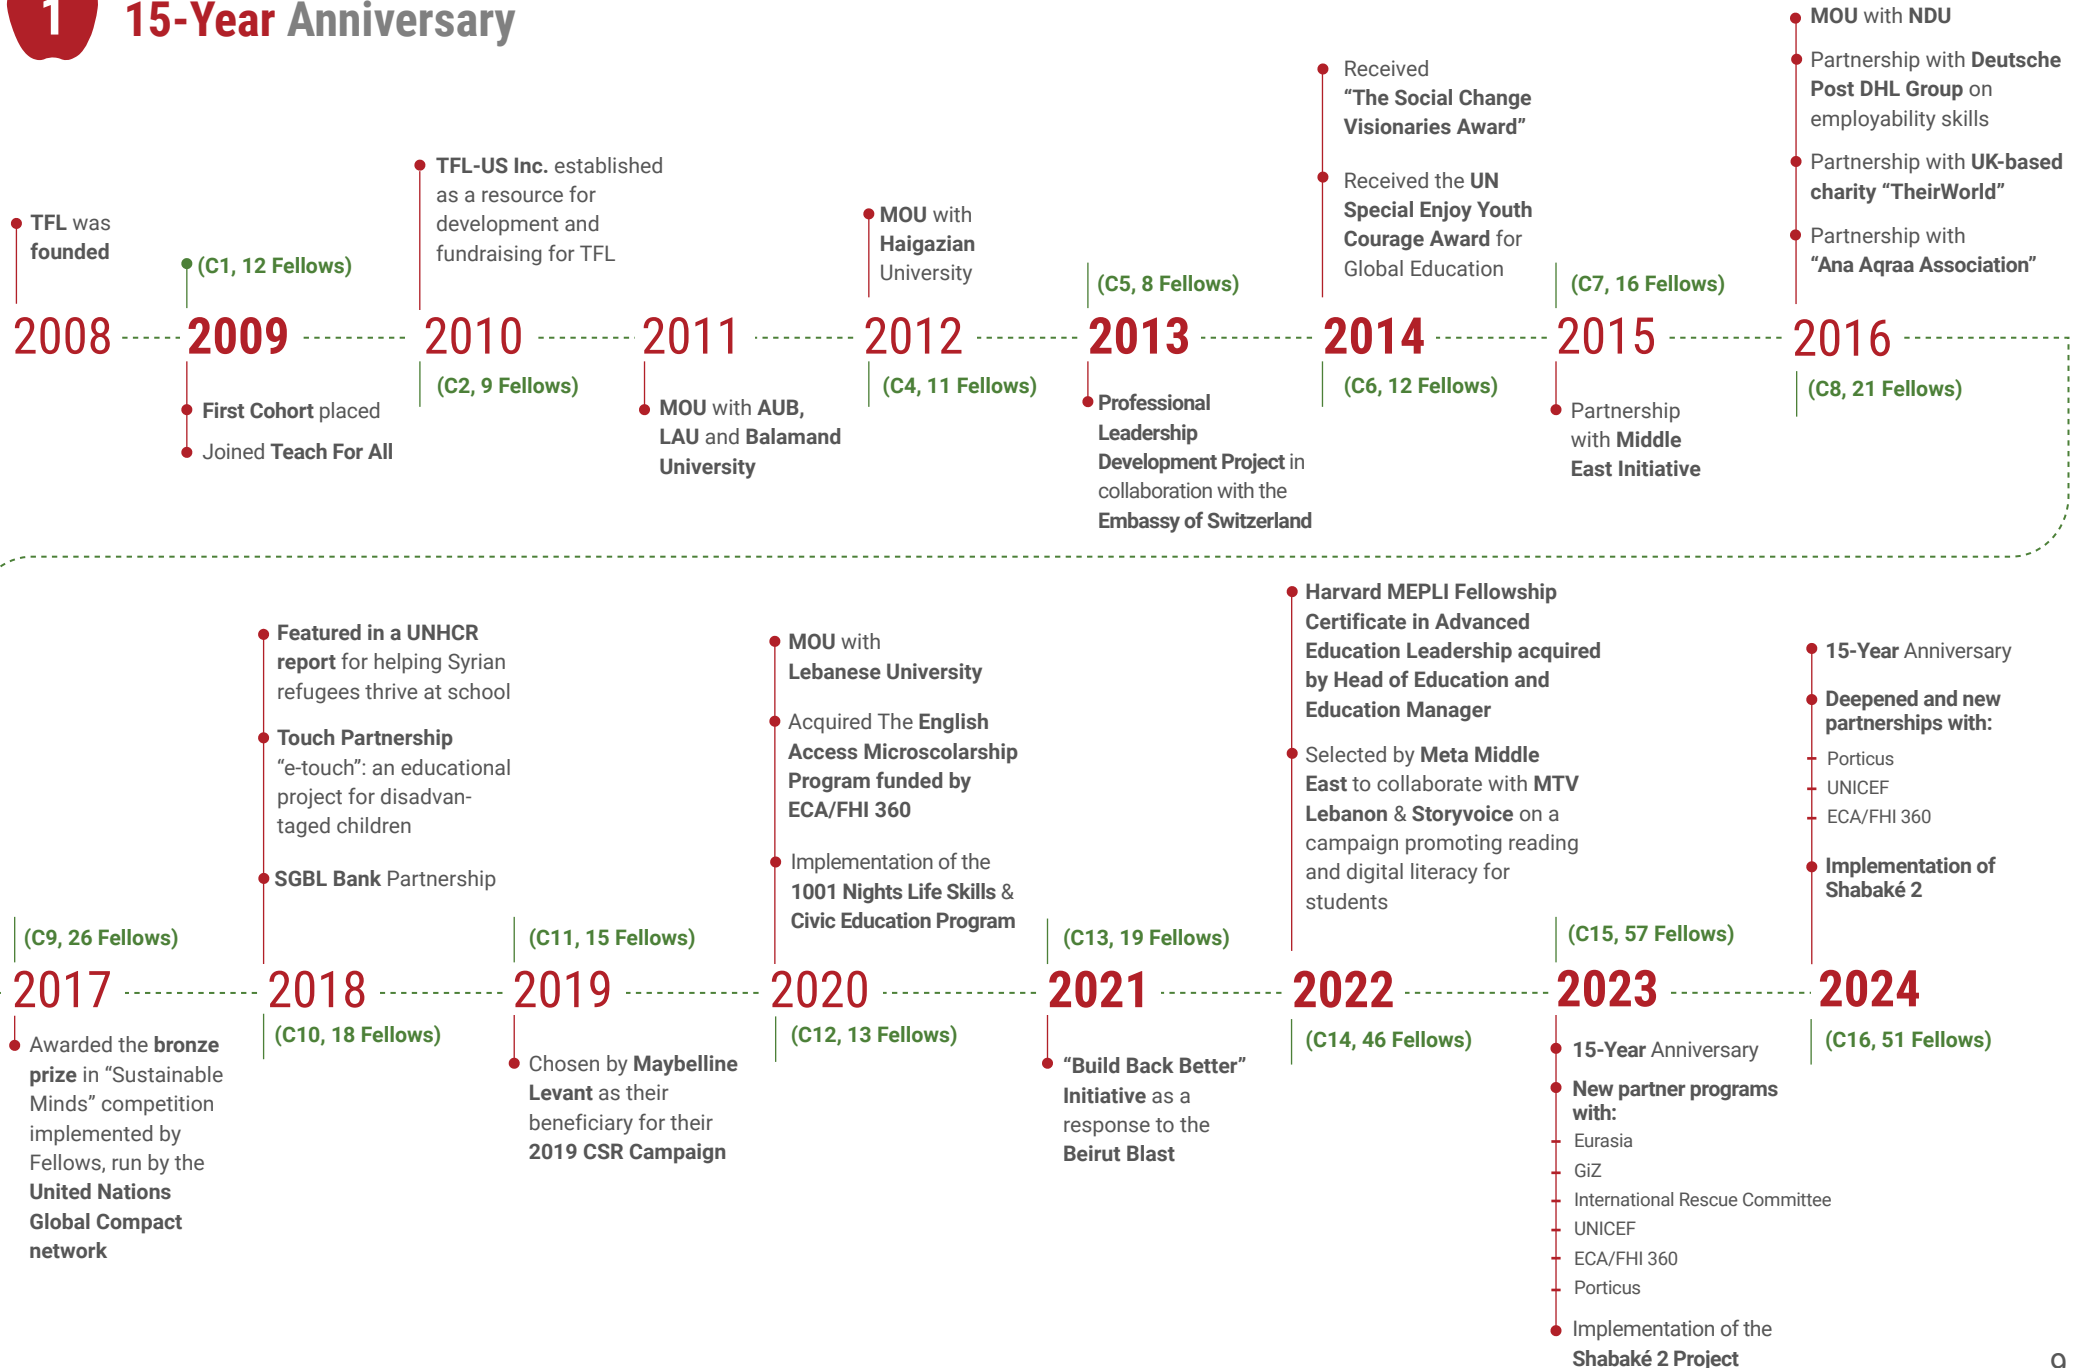 1
15-Year Anniversary
TFL was
founded
2008
(C1, 12 Fellows)
2009
First Cohort placed
Joined Teach For All
TFL-US Inc. established
as a resource for
development and
fundraising for TFL
2010
(C2, 9 Fellows)
2011
MOU with AUB,
LAU and Balamand
University
MOU with
Haigazian
University
2012
(C4, 11 Fellows)
(C5, 8 Fellows)
2013
Professional
Leadership
Development Project in
collaboration with the
Embassy of Switzerland
Received
“The Social Change
Visionaries Award”
Received the UN
Special Enjoy Youth
Courage Award for
Global Education
2014
(C6, 12 Fellows)
(C7, 16 Fellows)
2015
Partnership
with Middle
East Initiative
MOU with NDU
Partnership with Deutsche
Post DHL Group on
employability skills
Partnership with UK-based
charity “TheirWorld”
Partnership with
“Ana Aqraa Association”
2016
(C8, 21 Fellows)
(C9, 26 Fellows)
2017
Awarded the bronze
prize in “Sustainable
Minds” competition
implemented by
Fellows, run by the
United Nations
Global Compact
network
Featured in a UNHCR
report for helping Syrian
refugees thrive at school
Touch Partnership
“e-touch”: an educational
project for disadvan-
taged children
SGBL Bank Partnership
2018
(C10, 18 Fellows)
(C11, 15 Fellows)
2019
Chosen by Maybelline
Levant as their
beneficiary for their
2019 CSR Campaign
MOU with
Lebanese University
Acquired The English
Access Microscolarship
Program funded by
ECA/FHI 360
Implementation of the
1001 Nights Life Skills &
Civic Education Program
2020
(C12, 13 Fellows)
(C13, 19 Fellows)
2021
“Build Back Better”
Initiative as a
response to the
Beirut Blast
Harvard MEPLI Fellowship
Certificate in Advanced
Education Leadership acquired
by Head of Education and
Education Manager
Selected by Meta Middle
East to collaborate with MTV
Lebanon & Storyvoice on a
campaign promoting reading
and digital literacy for
students
2022
(C14, 46 Fellows)
(C15, 57 Fellows)
2023
15-Year Anniversary
New partner programs
with:
Eurasia
GiZ
International Rescue Committee
UNICEF
ECA/FHI 360
Porticus
Implementation of the
Shabaké 2 Project
15-Year Anniversary
Deepened and new
partnerships with:
Porticus
UNICEF
ECA/FHI 360
Implementation of
Shabaké 2
2024
(C16, 51 Fellows)
9